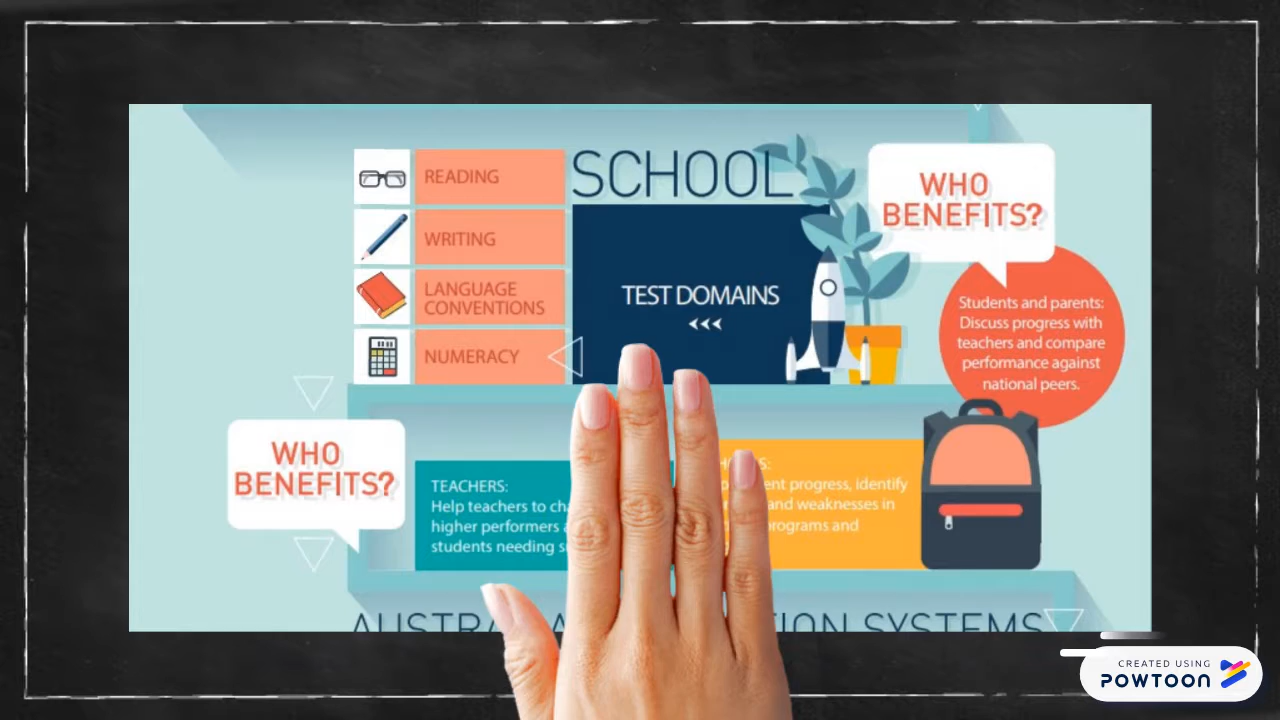 READING
WRITING
LANGUAGE
CONVENTIONS
NUMERACY
SCHOOL
TEST DOMAINS
WHO
BENEFITS?
Students and parents:
Discuss progress with
teachers and compare
performance against
national peers.
WHO
BENEFITS?
TEACHERS:
Help teachers to
higher performers
students needing
progress, identify
and weaknesses in
programs and
SYSTEMS
CREATED USING
POWTOON